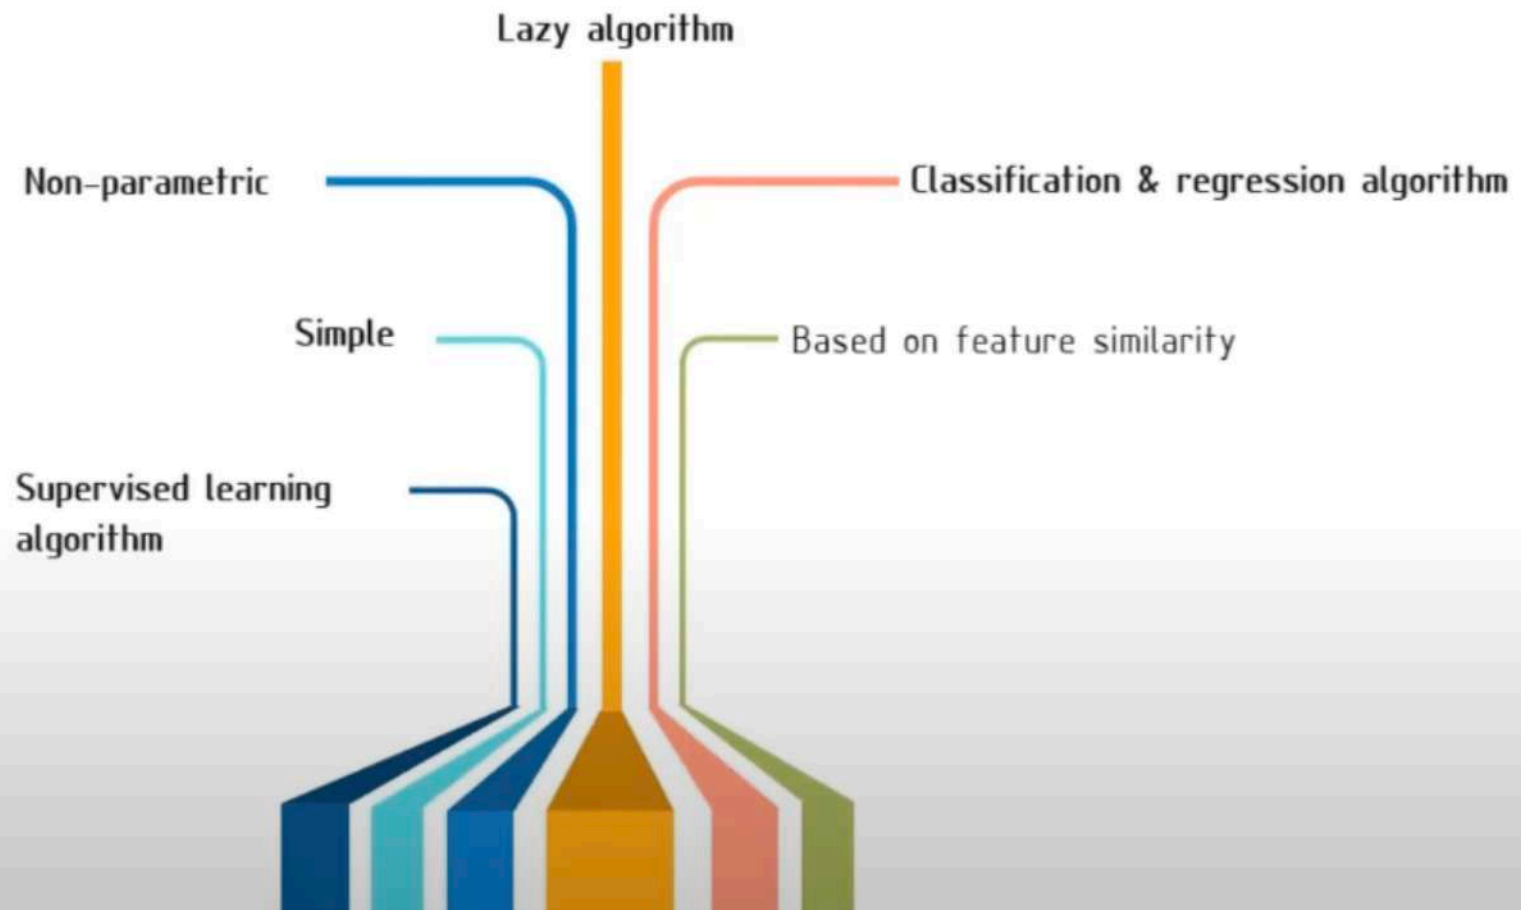 Lazy algorithm
Non-parametric
Classification & regression algorithm
Simple
Based on feature similarity
Supervised learning
algorithm